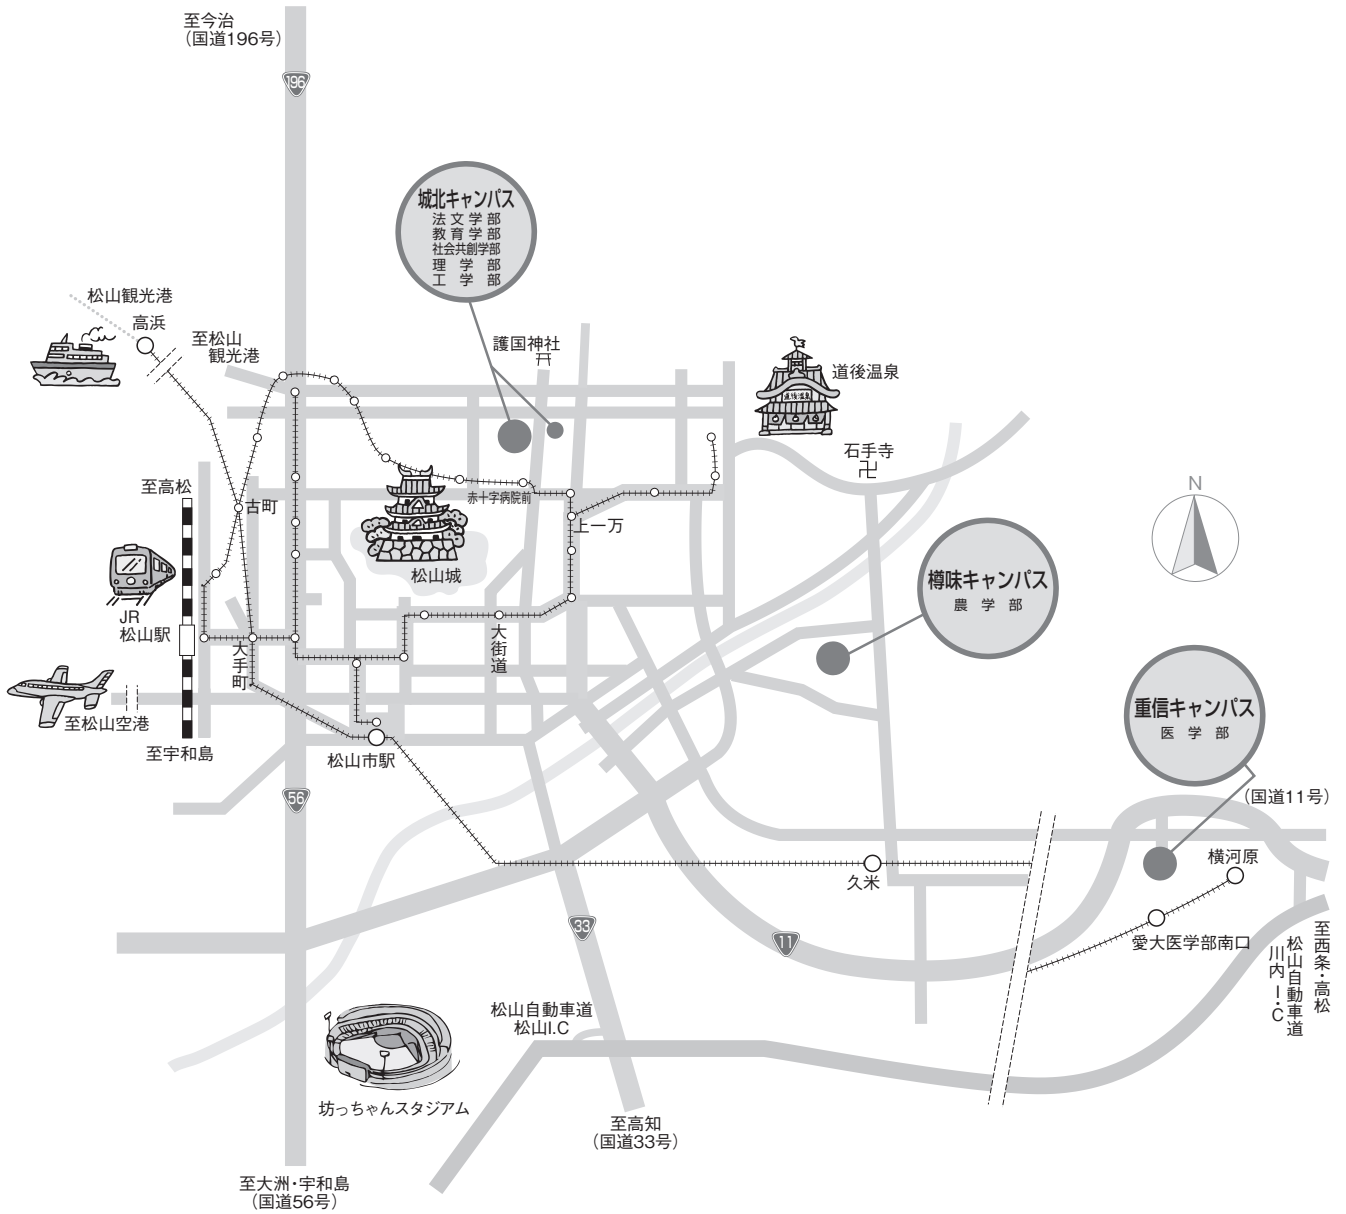 至今治
（国道196号）
196
城北キャンパス
法文学部
教育学部
社会共創学部
理学部
工学部
松山観光港
高浜
至松山
観光港
護国神社
道後温泉
道後温泉
石手寺
卍
N
至高松
古町
赤十字病院前
上一万
松山城
樽味キャンパス
農学部
JR
松山駅
大手町
大街道
重信キャンパス
医学部
至松山空港
至宇和島
松山市駅
56
（国道11号）
横河原
久米
33
11
愛大医学部南口
至西条・高松
松山自動車道
川内I・C
松山自動車道
松山I.C
坊っちゃんスタジアム
至高知
（国道33号）
至大洲・宇和島
（国道56号）